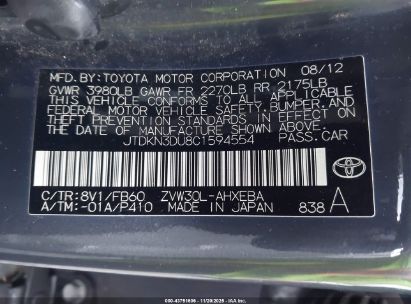 MFD. BY: TOYOTA MOTOR CORPORATION 08/12
GVWR 3980LB GAWR FR 2270LB RR 2175LB
THIS VEHICLE CONFORMS TO ALL APPLICABLE
FEDERAL MOTOR VEHICLE SAFETY, BUMPER, AND
THEFT PREVENTION STANDARDS IN EFFECT ON
THE DATE OF MANUFACTURE SHOWN ABOVE.
JTDKN3DU8C1594554 PASS.CAR
TOYOTA
C/TR: 8V1/FB60 ZVW30L-AHXEBA
A/TM: -01A/P410 MADE IN JAPAN 838 A